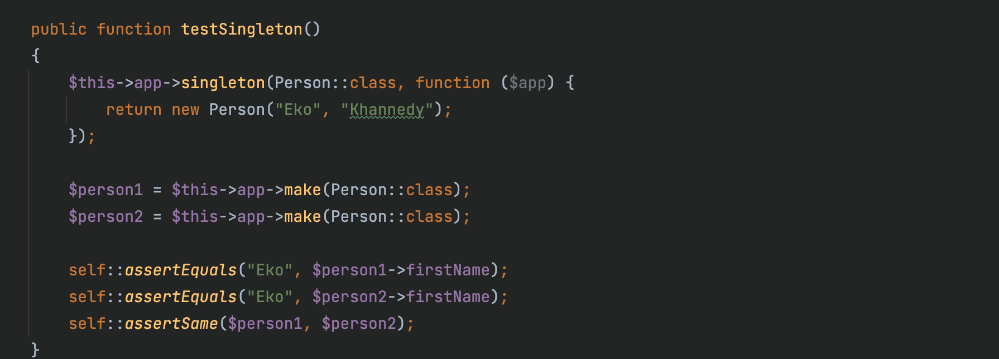 public function testSingleton()
{
    $this->app->singleton(Person::class, function ($app) {
        return new Person("Eko", "Khannedy");
    });

    $person1 = $this->app->make(Person::class);
    $person2 = $this->app->make(Person::class);

    self::assertEquals("Eko", $person1->firstName);
    self::assertEquals("Eko", $person2->firstName);
    self::assertSame($person1, $person2);
}